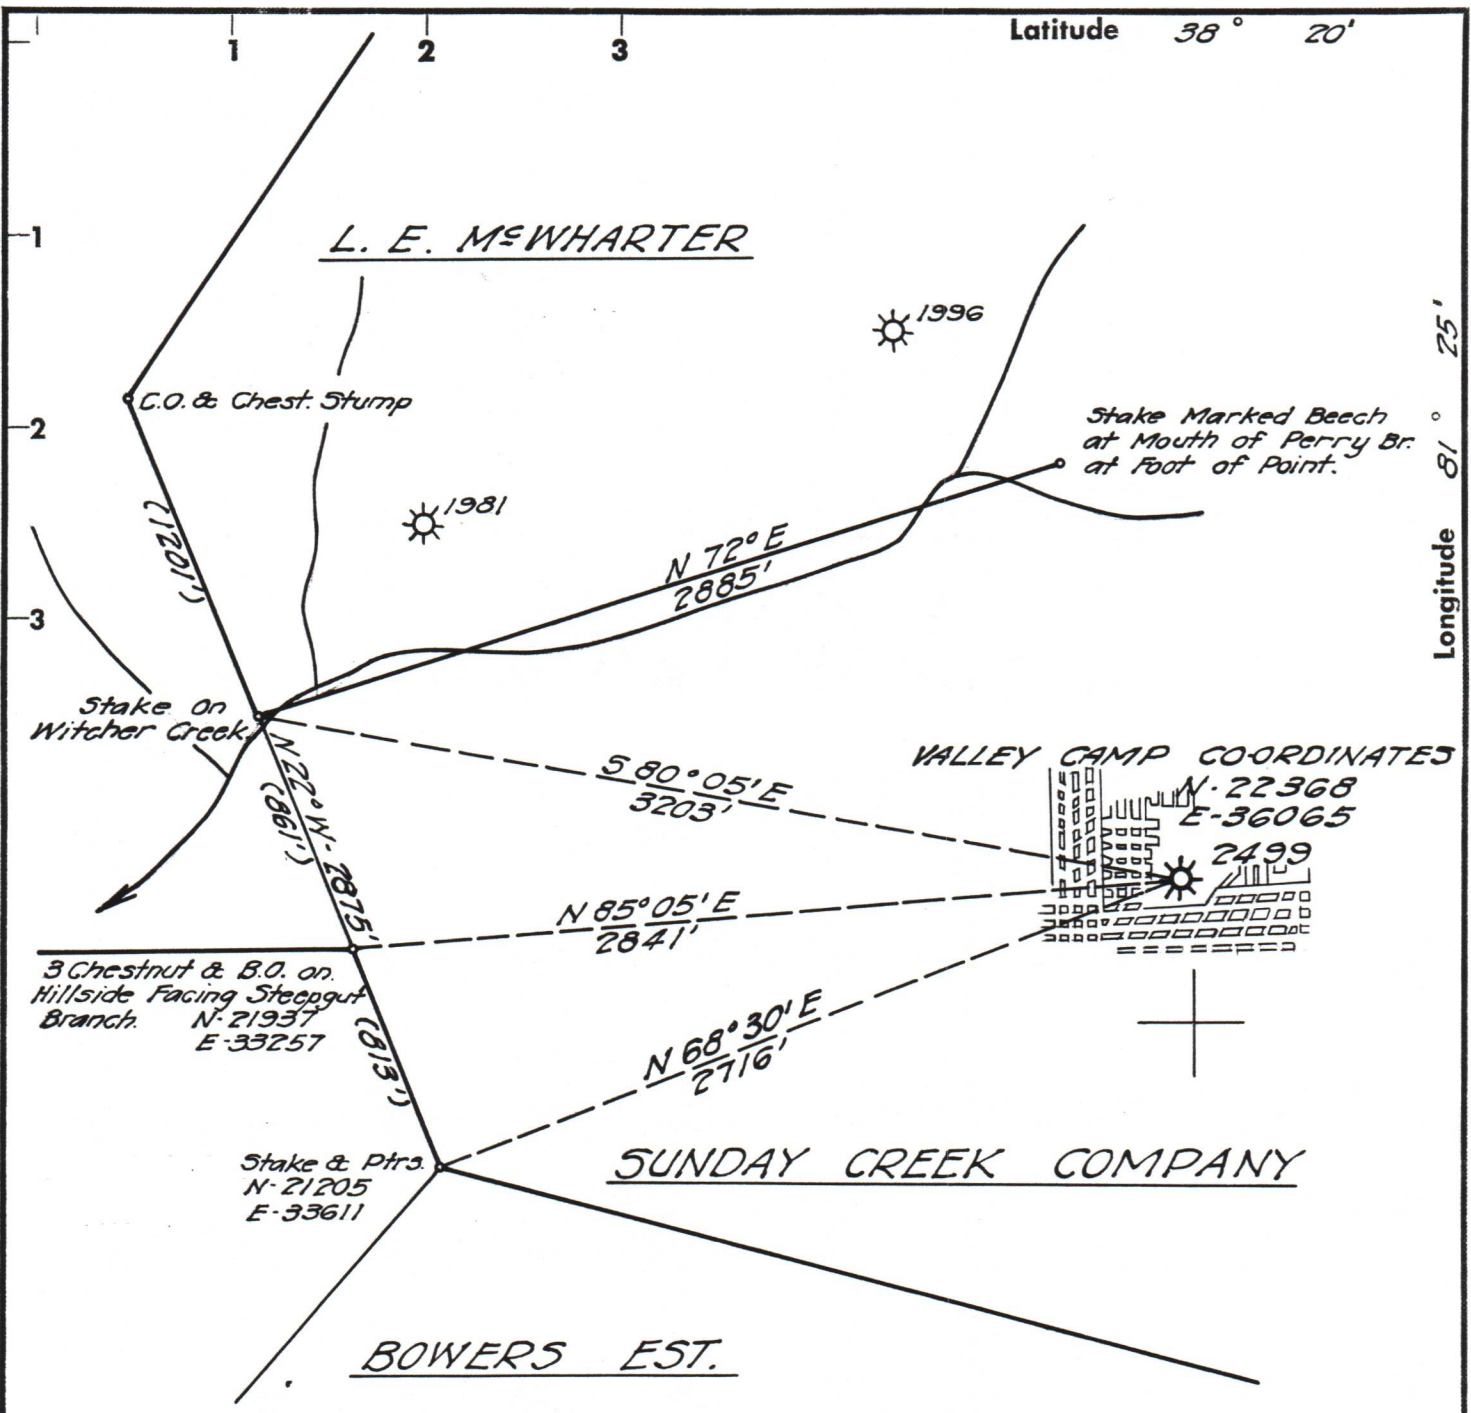 Latitude 38° 20'
1 2 3
1
L. E. McWHARTER
1996
81° 25'
Longitude
C.O. & Chest. Stump
2
Stake Marked Beech
at Mouth of Perry Br.
at Foot of Point.
1981
(1201')
N 72° E
2885'
3
Stake On
Witcher Creek.
N 22° W - 2875'
(861')
S 80° 05' E
3203'
VALLEY CAMP COORDINATES
N-22368
E-36065
2499
N 85° 05' E
2841'
3 Chestnut & B.O. on.
Hillside Facing Steepgut
Branch. N-21937
E-33257
(813')
N 68° 30' E
2716'
Stake & Ptrs.
N-21205
E-33611
SUNDAY CREEK COMPANY
BOWERS EST.